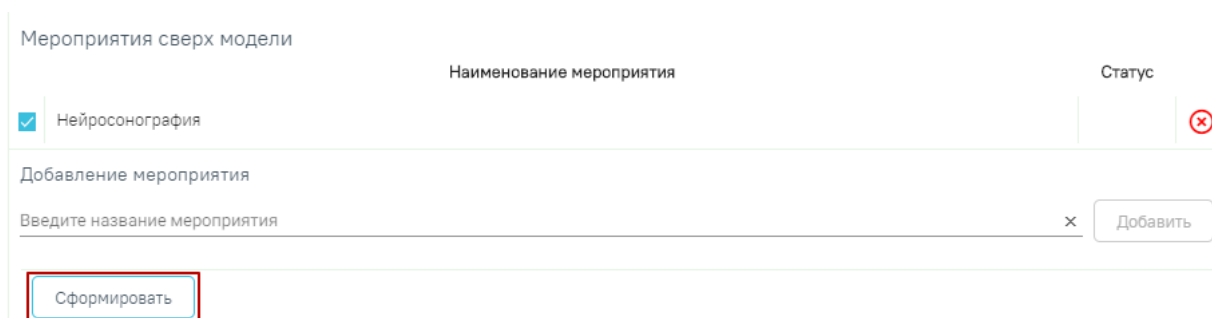 Мероприятия сверх модели
Наименование мероприятия Статус
Нейросонография
Добавление мероприятия
Введите название мероприятия
Добавить
Сформировать